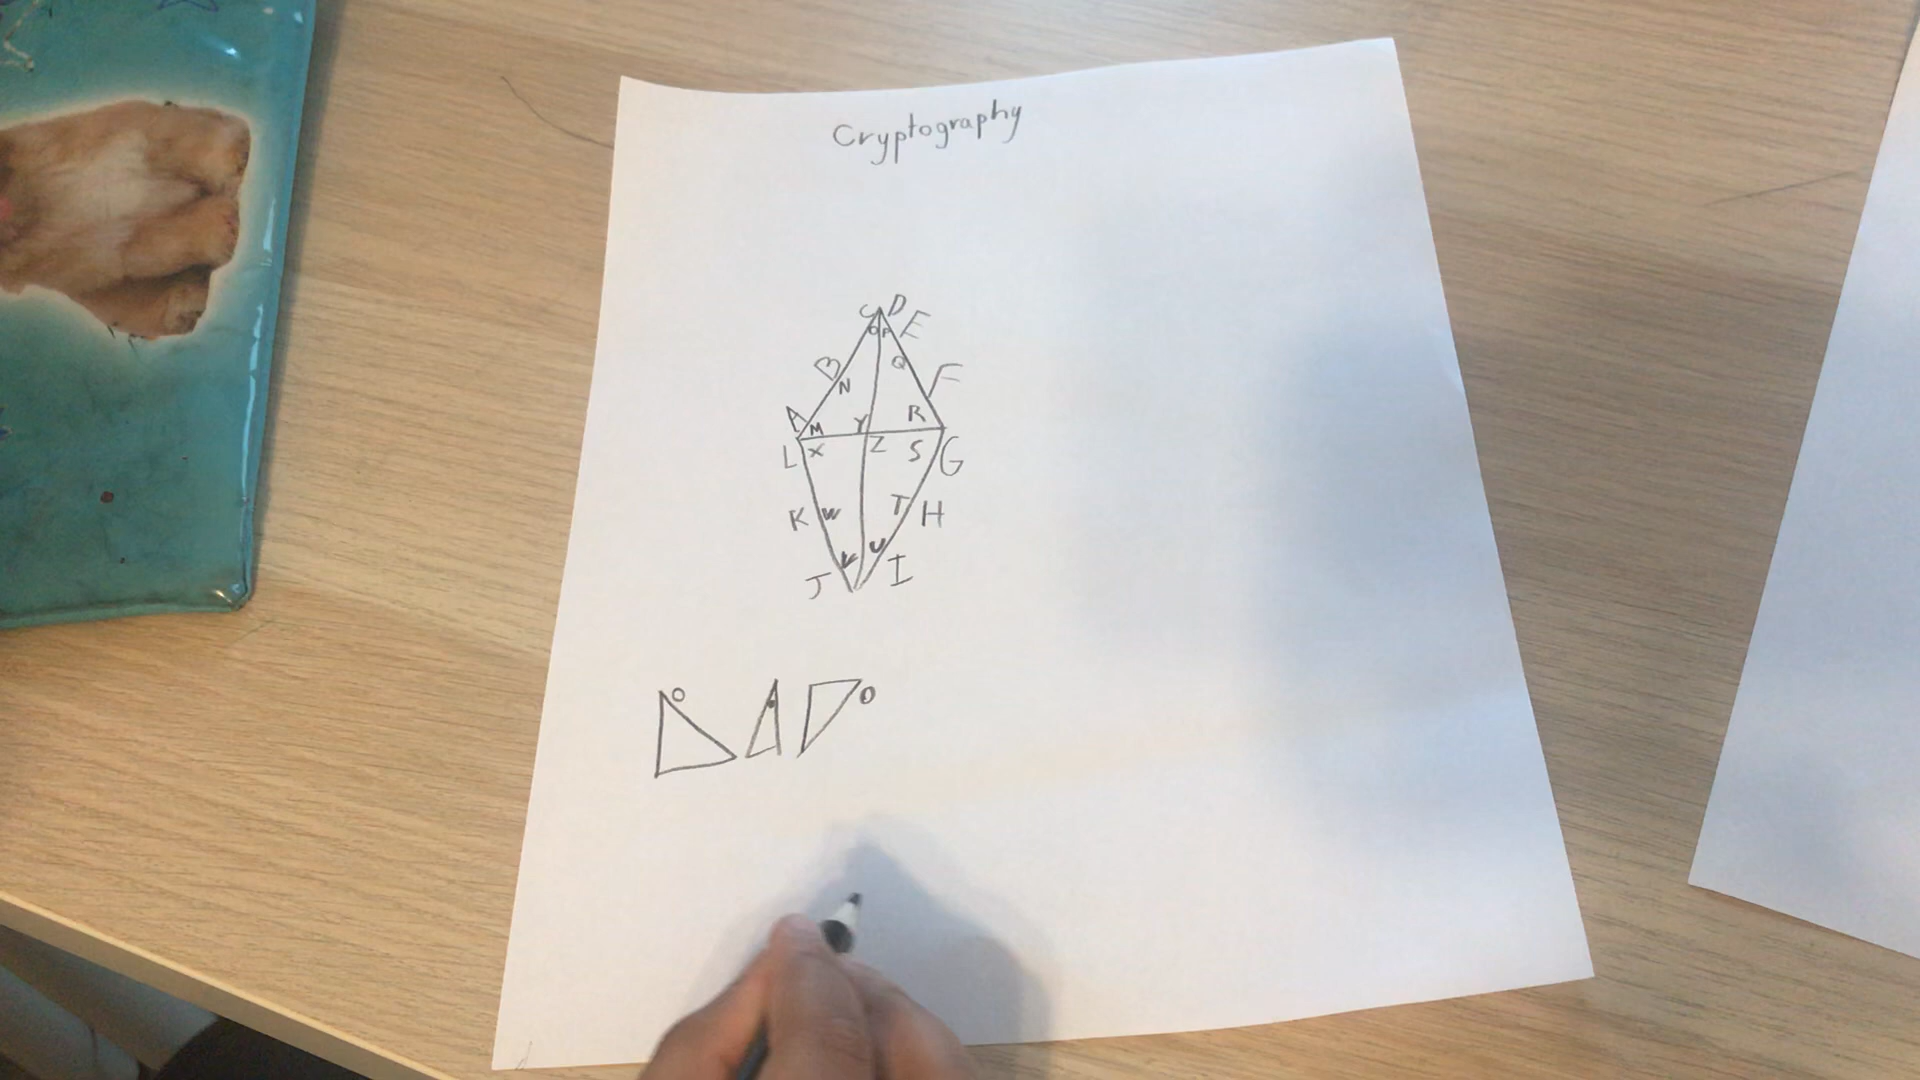 Cryptography
C D
O P E
B Q
N F
A M Y R
L X Z S G
K W T H
V U
J I